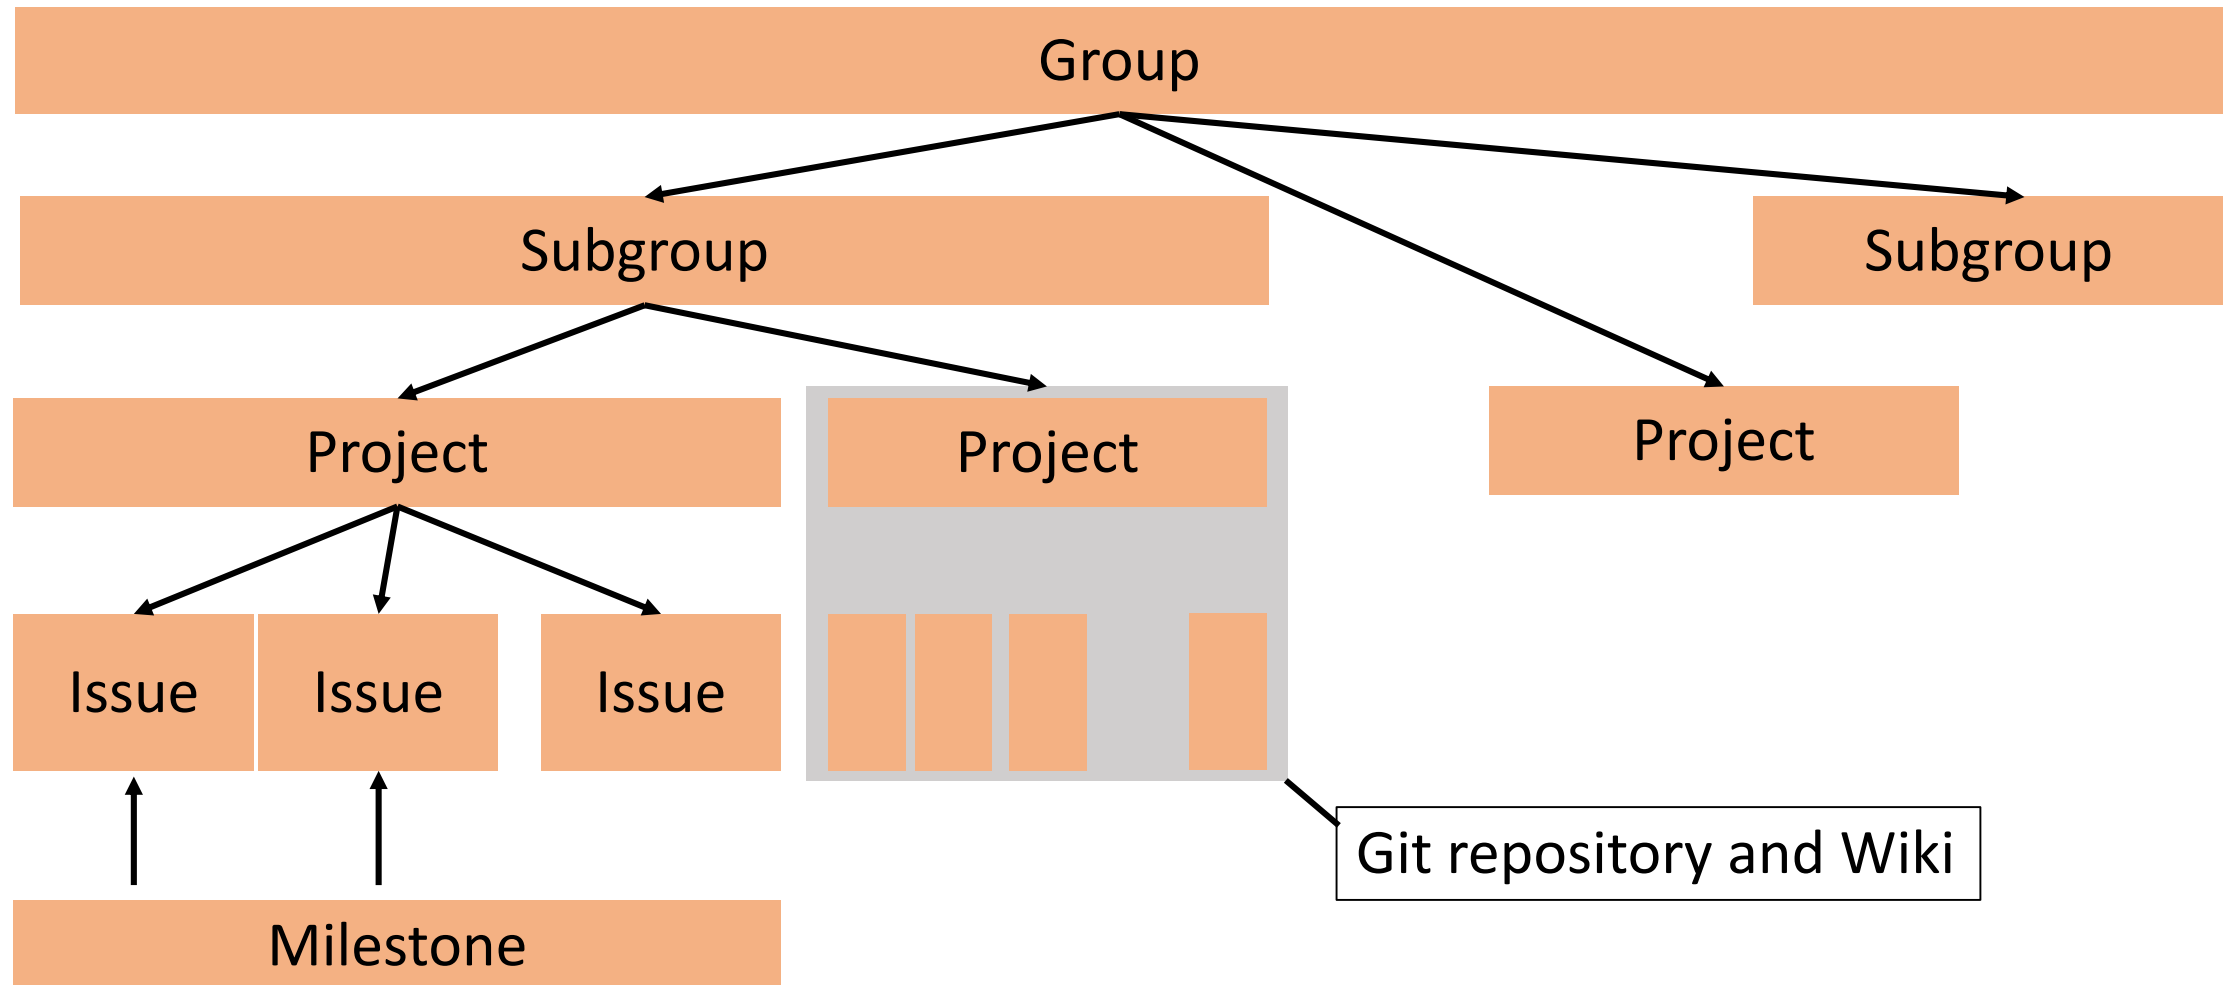 Group
Subgroup
Subgroup
Project
Project
Project
Issue
Issue
Issue
Git repository and Wiki
Milestone